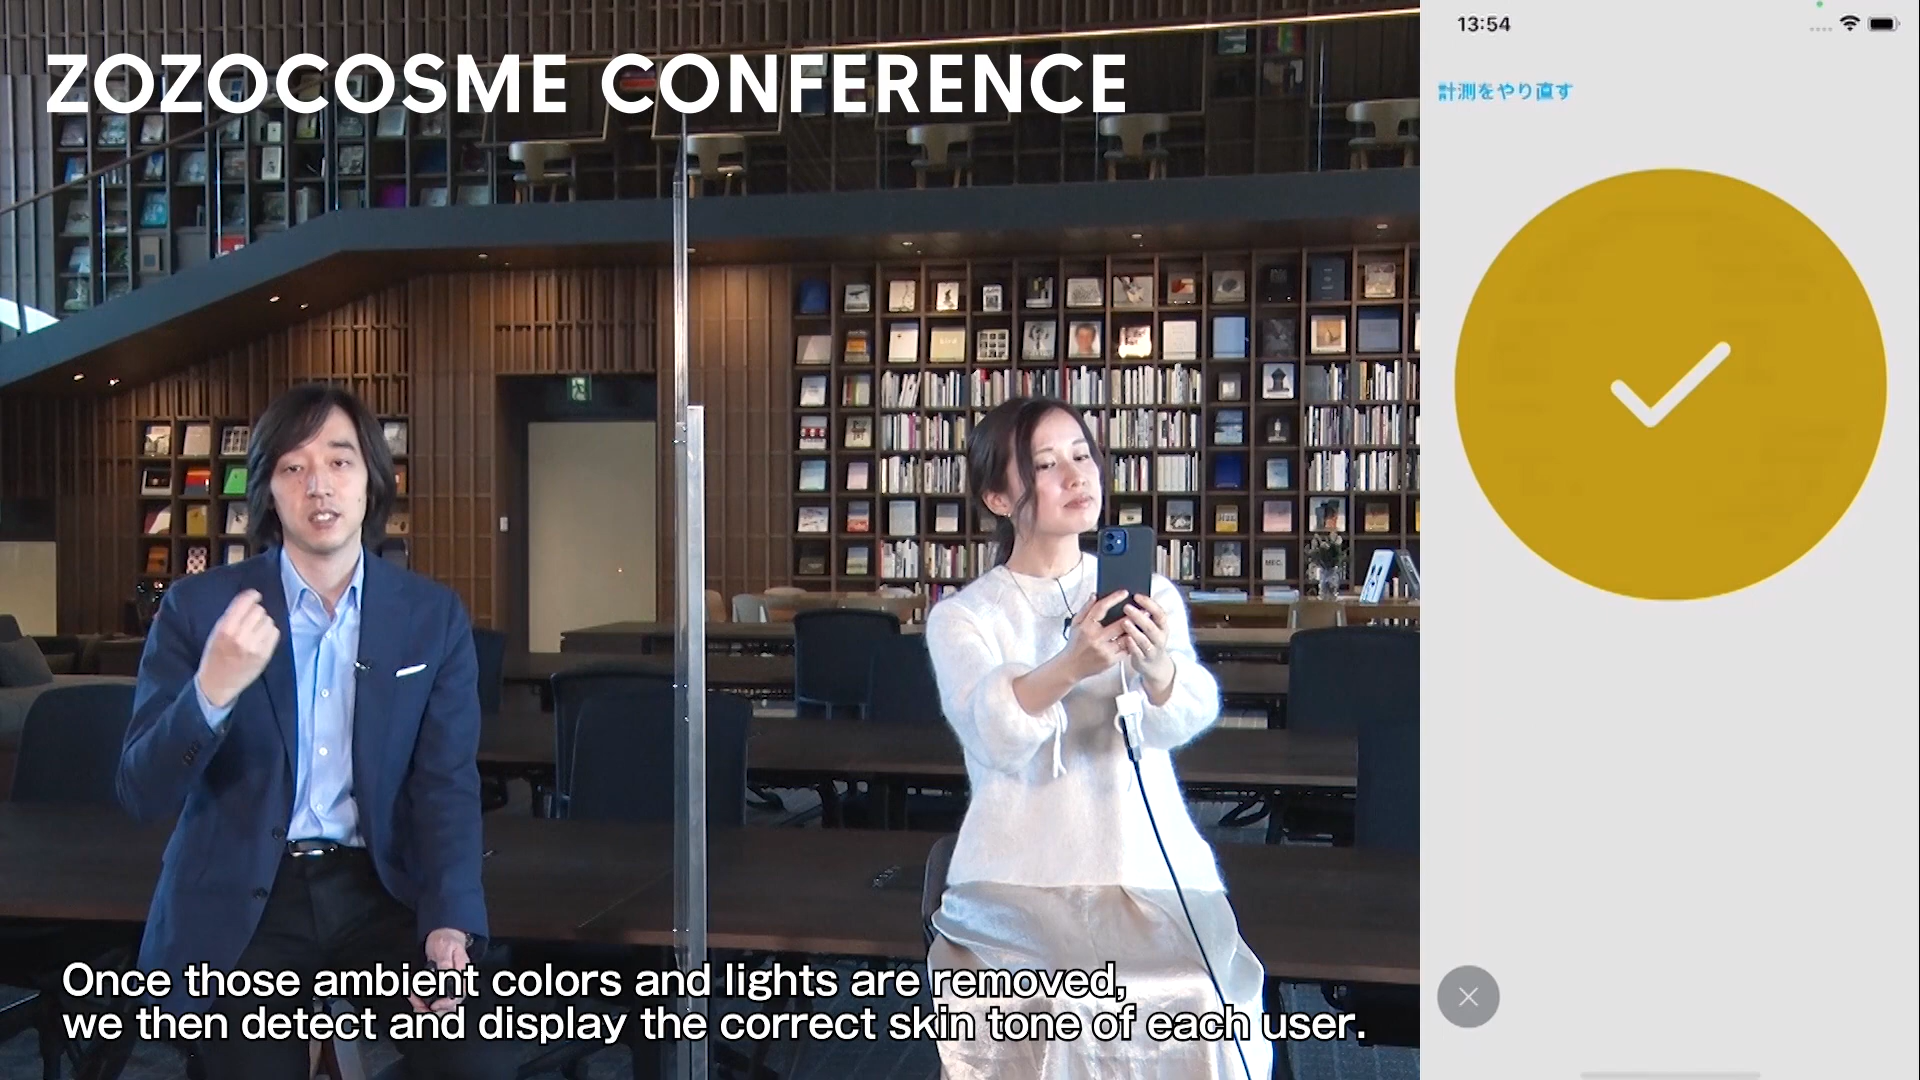 ZOZOCOSME CONFERENCE
13:54
計測をやり直す
Once those ambient colors and lights are removed,
we then detect and display the correct skin tone of each user.